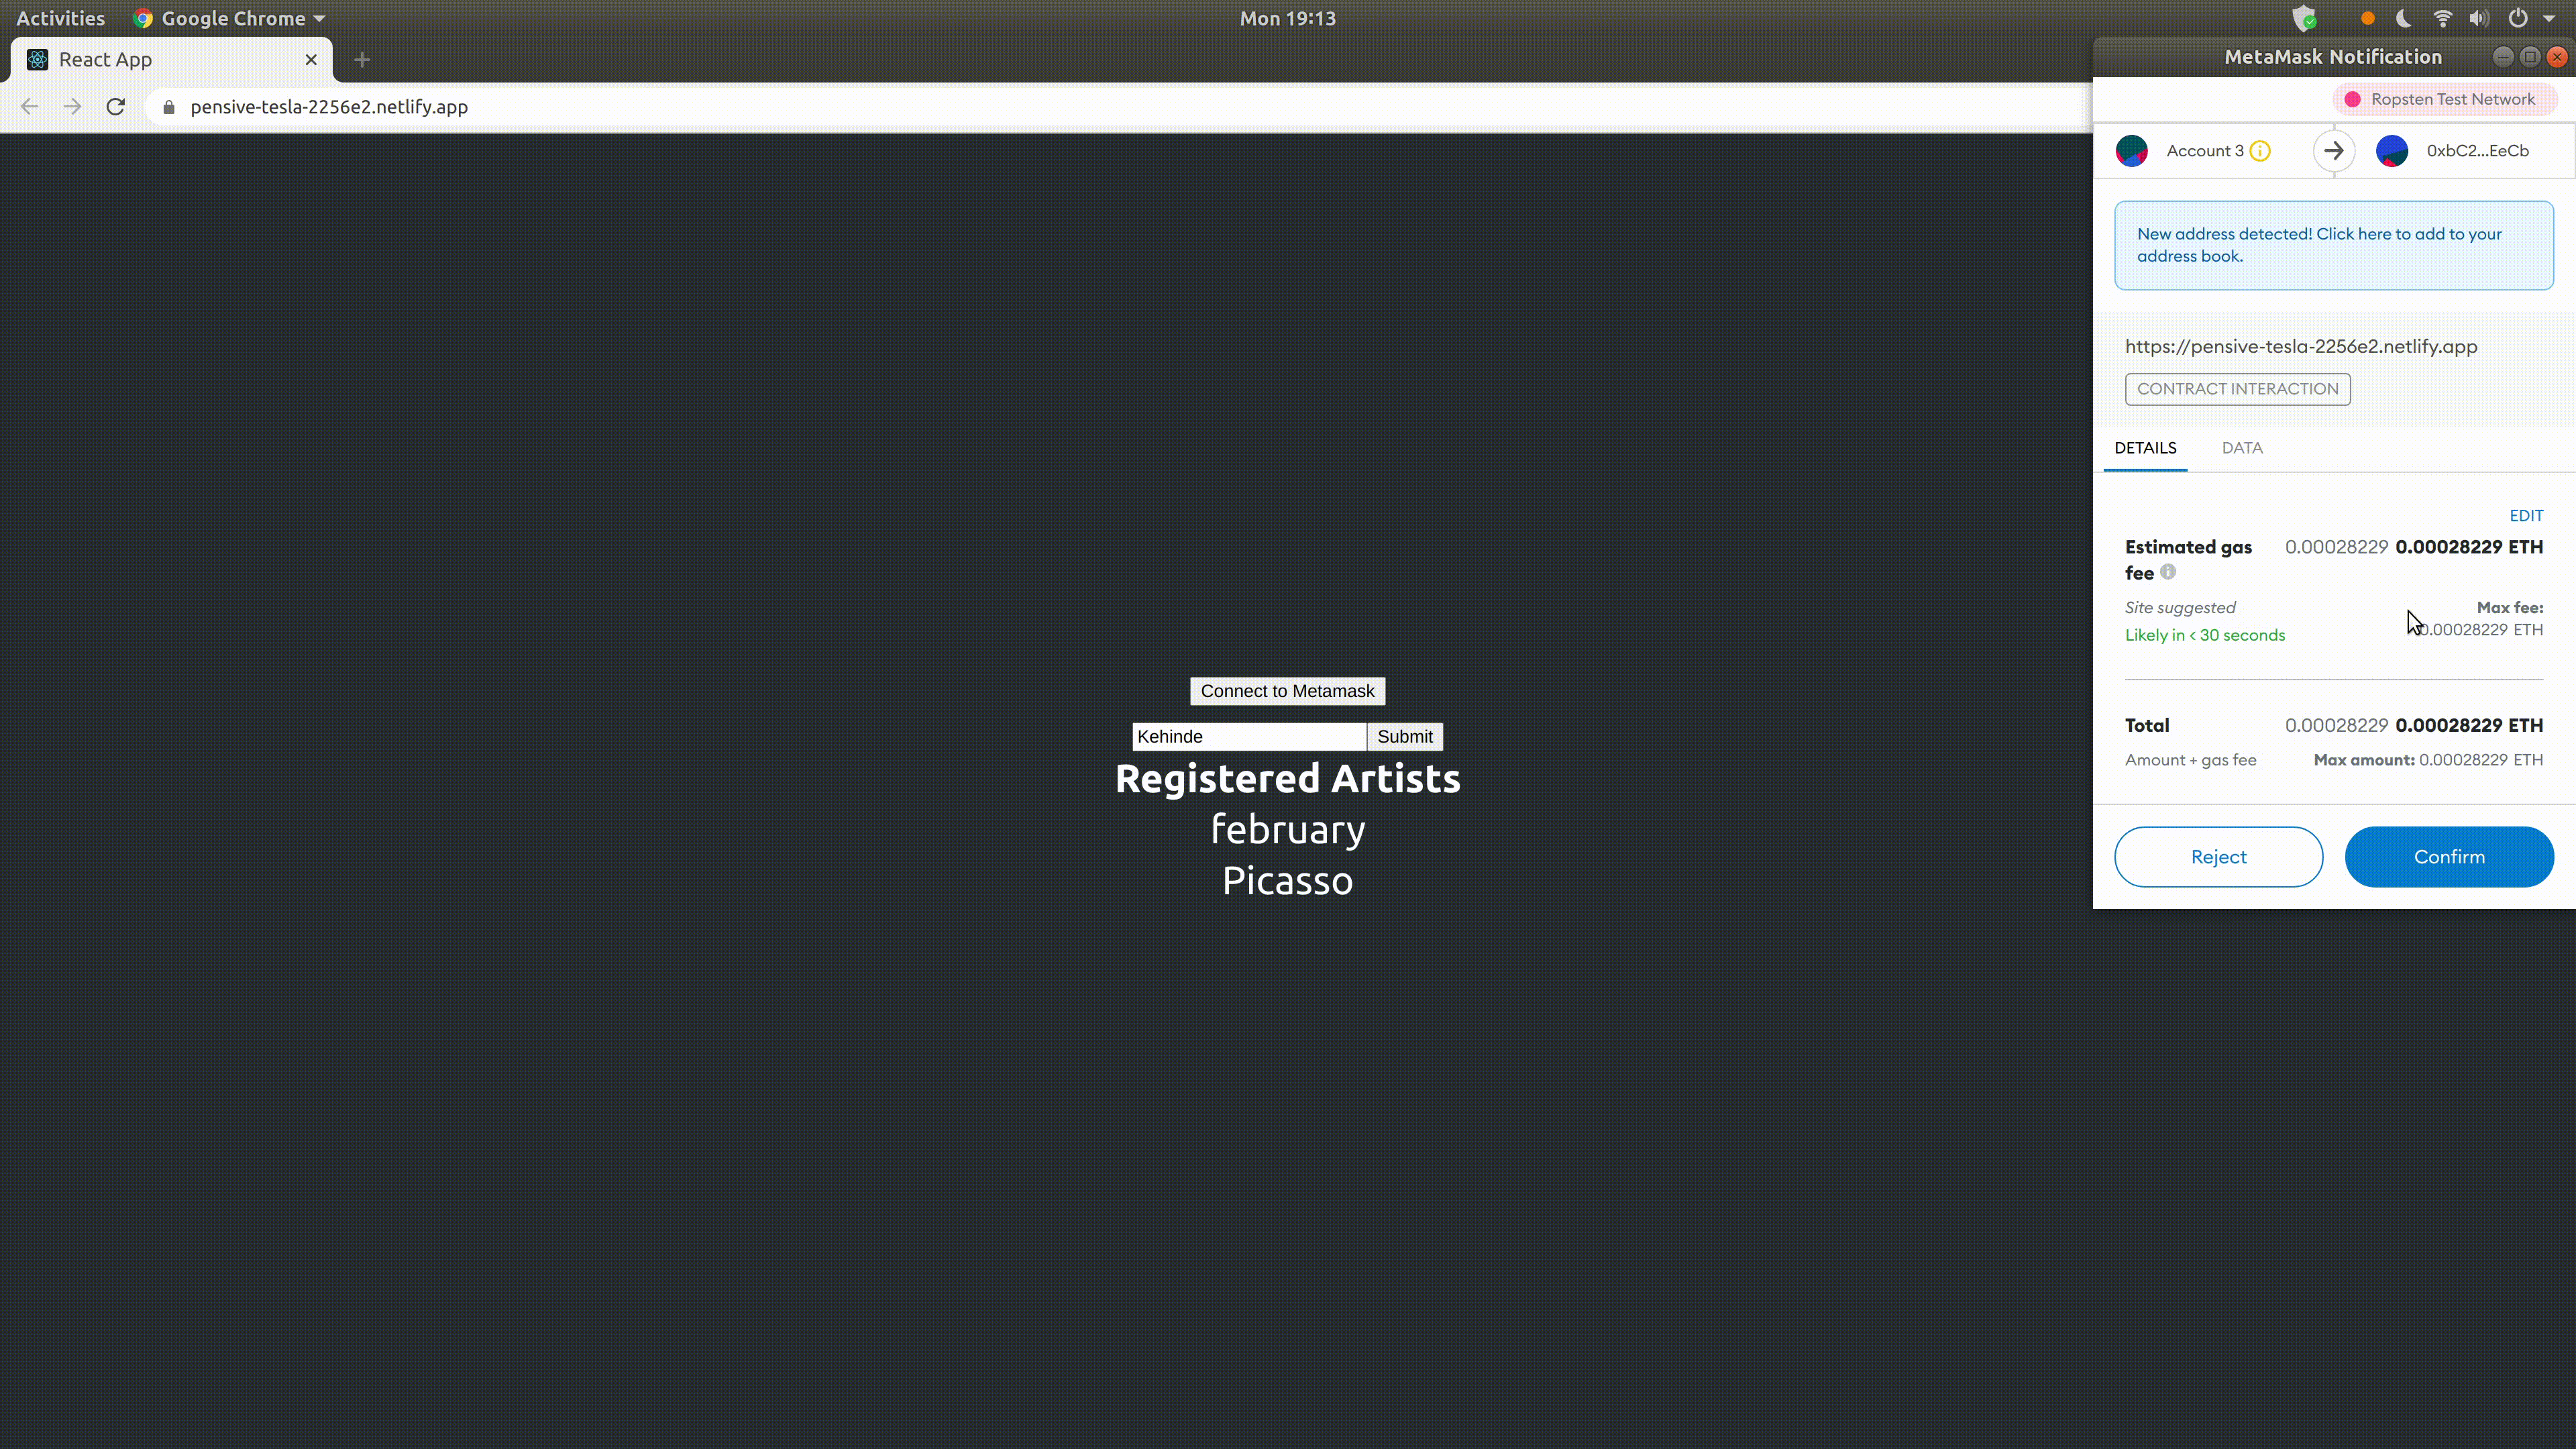 Activities
Google Chrome
Mon 19:13
React App
pensive-tesla-2256e2.netlify.app
Connect to Metamask
Kehinde
Submit
Registered Artists
february
Picasso
MetaMask Notification
Ropsten Test Network
Account 3
0xbC2...EeCb
New address detected! Click here to add to your
address book.
https://pensive-tesla-2256e2.netlify.app
CONTRACT INTERACTION
DETAILS
DATA
EDIT
Estimated gas
fee
0.00028229 0.00028229 ETH
Site suggested
Max fee:
Likely in < 30 seconds
0.00028229 ETH
Total
0.00028229 0.00028229 ETH
Amount + gas fee
Max amount: 0.00028229 ETH
Reject
Confirm